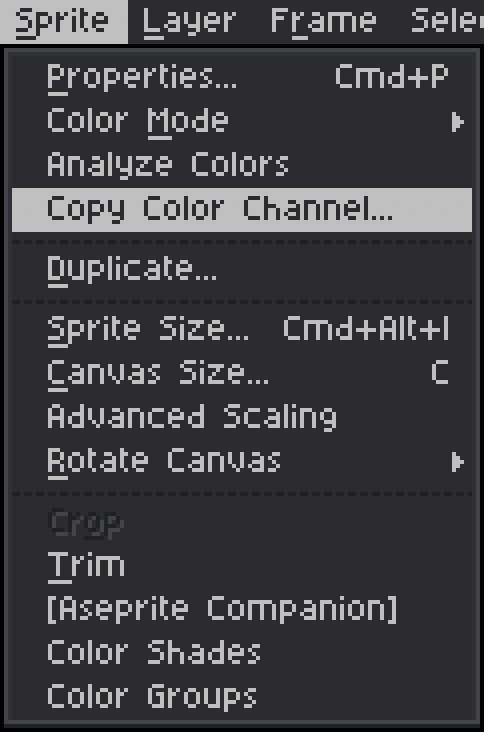 Sprite Layer Frame Sele
Properties... Cmd+P
Color Mode
Analyze Colors
Copy Color Channel...
Duplicate...
Sprite Size... Cmd+Alt+I
Canvas Size... C
Advanced Scaling
Rotate Canvas
Crop
Trim
[Aseprite Companion]
Color Shades
Color Groups